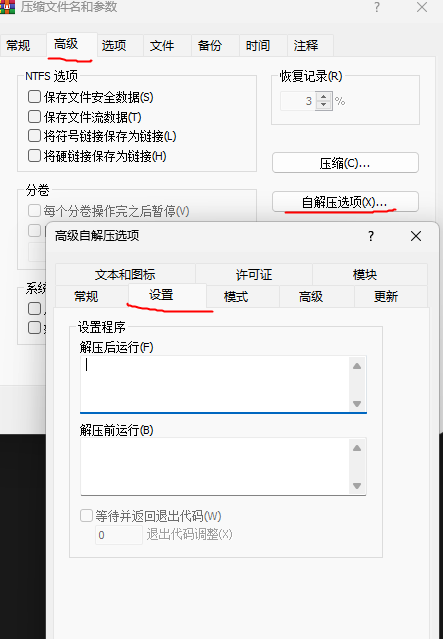 压缩文件名和参数
?
常规 高级 选项 文件 备份 时间 注释
NTFS 选项
保存文件安全数据(S)
保存文件流数据(T)
将符号链接保存为链接(L)
将硬链接保存为链接(H)
恢复记录(R)
3 %
压缩(C)...
分卷
每个分卷操作完之后暂停(V)
自解压选项(X)...
系统
高级自解压选项
?
文本和图标 许可证 模块
常规 设置 模式 高级 更新
设置程序
解压后运行(F)
解压前运行(B)
等待并返回退出代码(W)
0 退出代码调整(X)